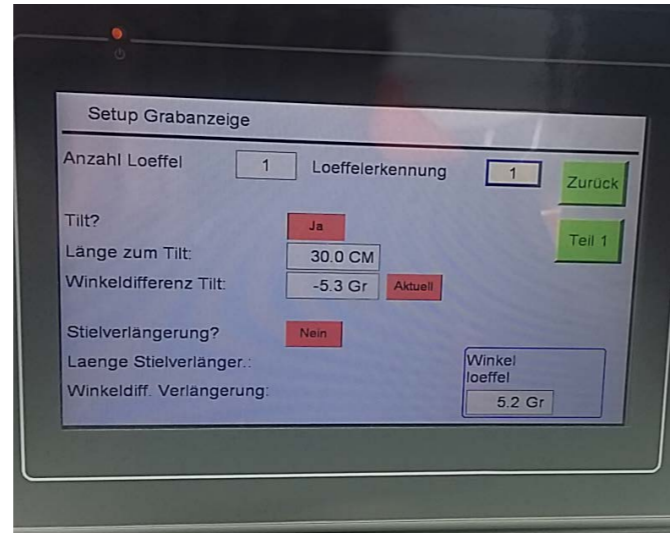 Setup Grabanzeige
Anzahl Loeffel 1 Loeffelerkennung 1 Zurück
Tilt? Ja Teil 1
Länge zum Tilt: 30.0 CM
Winkeldifferenz Tilt: -5.3 Gr Aktuell
Stielverlängerung? Nein
Laenge Stielverlänger.:
Winkel
loeffel
Winkeldiff. Verlängerung:
5.2 Gr